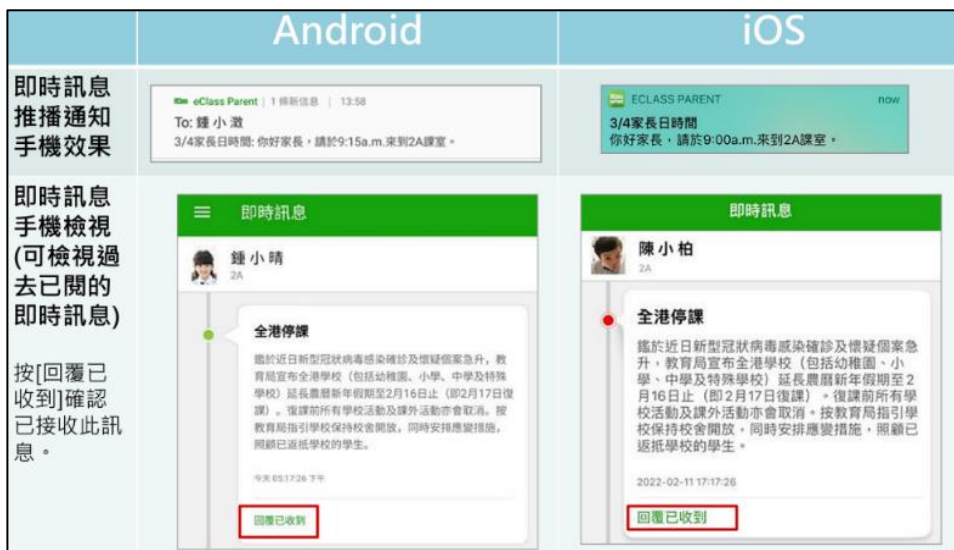 Android
iOS
即時訊息
推播通知
手機效果
eClass Parent | 1 條新信息 | 13:58
To: 鍾 小 澂
3/4家長日時間: 你好家長，請於9:15a.m.來到2A課室。
ECLASS PARENT
now
3/4家長日時間
你好家長，請於9:00a.m.來到2A課室。
即時訊息
手機檢視
(可檢視過
去已閱的
即時訊息)
按[回覆已
收到]確認
已接收此訊
息。
即時訊息
鍾 小 晴
2A
全港停課
鑑於近日新型冠狀病毒感染確診及懷疑個案急升，教
育局宣布全港學校（包括幼稚園、小學、中學及特殊
學校）延長農曆新年假期至2月16日止（即2月17日復
課）。復課前所有學校活動及課外活動亦會取消。按
教育局指引學校保持校舍開放，同時安排應變措施，
照顧已返抵學校的學生。
今天 05:17:26 下午
回覆已收到
即時訊息
陳 小 柏
2A
全港停課
鑑於近日新型冠狀病毒感染確診及懷疑個案急
升，教育局宣布全港學校（包括幼稚園、小
學、中學及特殊學校）延長農曆新年假期至2
月16日止（即2月17日復課）。復課前所有學
校活動及課外活動亦會取消。按教育局指引學
校保持校舍開放，同時安排應變措施，照顧已
返抵學校的學生。
2022-02-11 17:17:26
回覆已收到